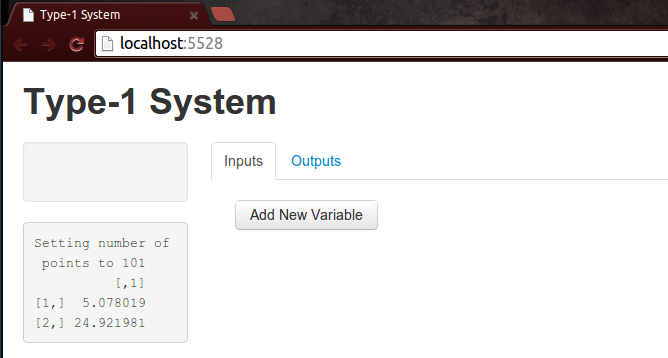 Type-1 System
localhost:5528
Type-1 System
Inputs Outputs
Add New Variable
Setting number of
points to 101
[,1]
[1,] 5.078019
[2,] 24.921981